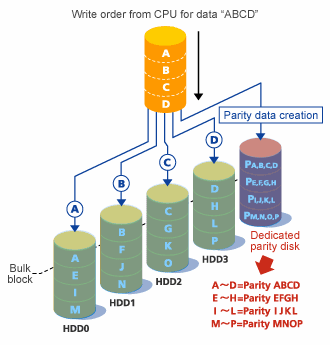 Write order from CPU for data “ABCD”
A
B
C
D
Parity data creation
A
B
C
D
PA,B,C,D
PE,F,G,H
PI,J,K,L
PM,N,O,P
D
H
L
P
C
G
K
O
B
F
J
N
A
E
I
M
Dedicated
parity disk
Bulk
block
HDD3
HDD2
HDD1
HDD0
A～D=Parity ABCD
E～H=Parity EFGH
I～L=Parity IJKL
M～P=Parity MNOP